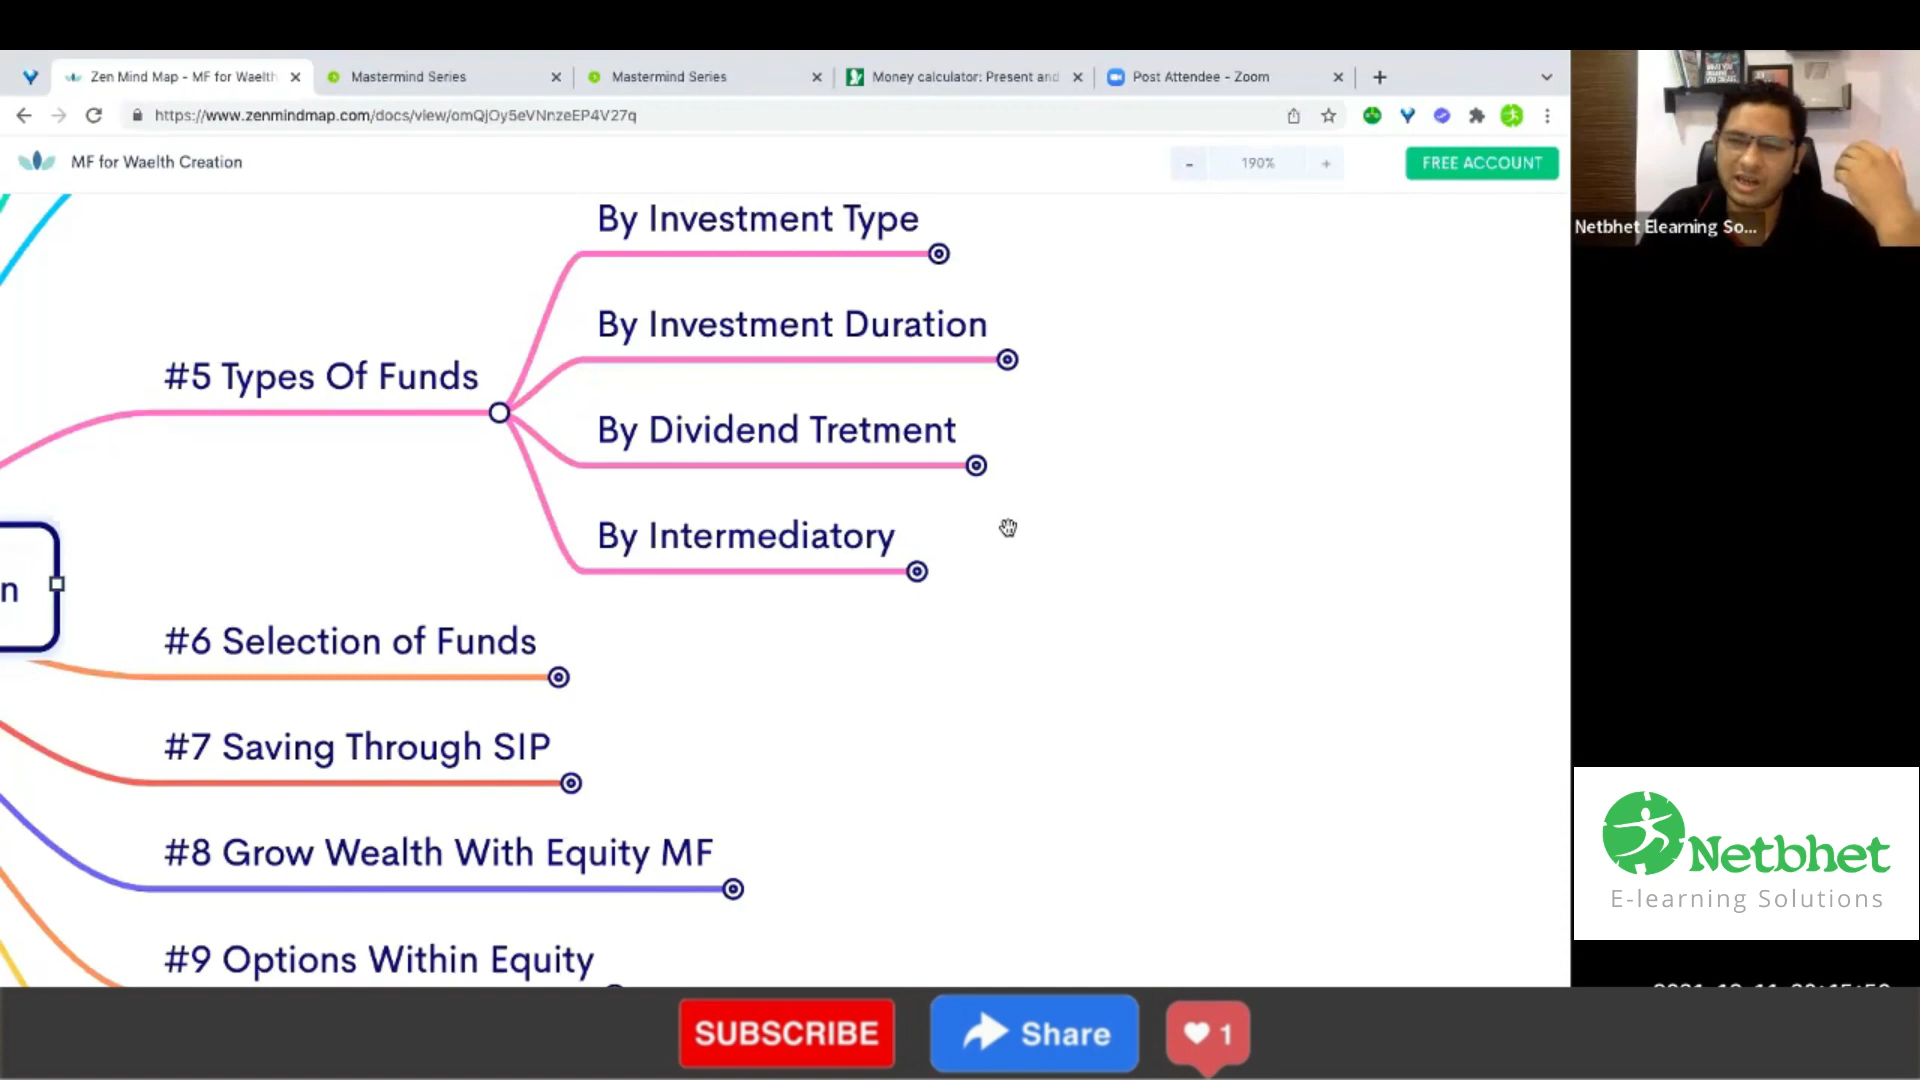 Zen Mind Map - MF for Waelth
Mastermind Series
Mastermind Series
Money calculator: Present and
Post Attendee - Zoom
https://www.zenmindmap.com/docs/view/omQjOy5eVNnzeEP4V27q
MF for Waelth Creation
- 190% +
FREE ACCOUNT
Netbhet Elearning So...
By Investment Type
By Investment Duration
#5 Types Of Funds
By Dividend Tretment
By Intermediatory
n
#6 Selection of Funds
#7 Saving Through SIP
#8 Grow Wealth With Equity MF
#9 Options Within Equity
Netbhet
E-learning Solutions
SUBSCRIBE
Share
1